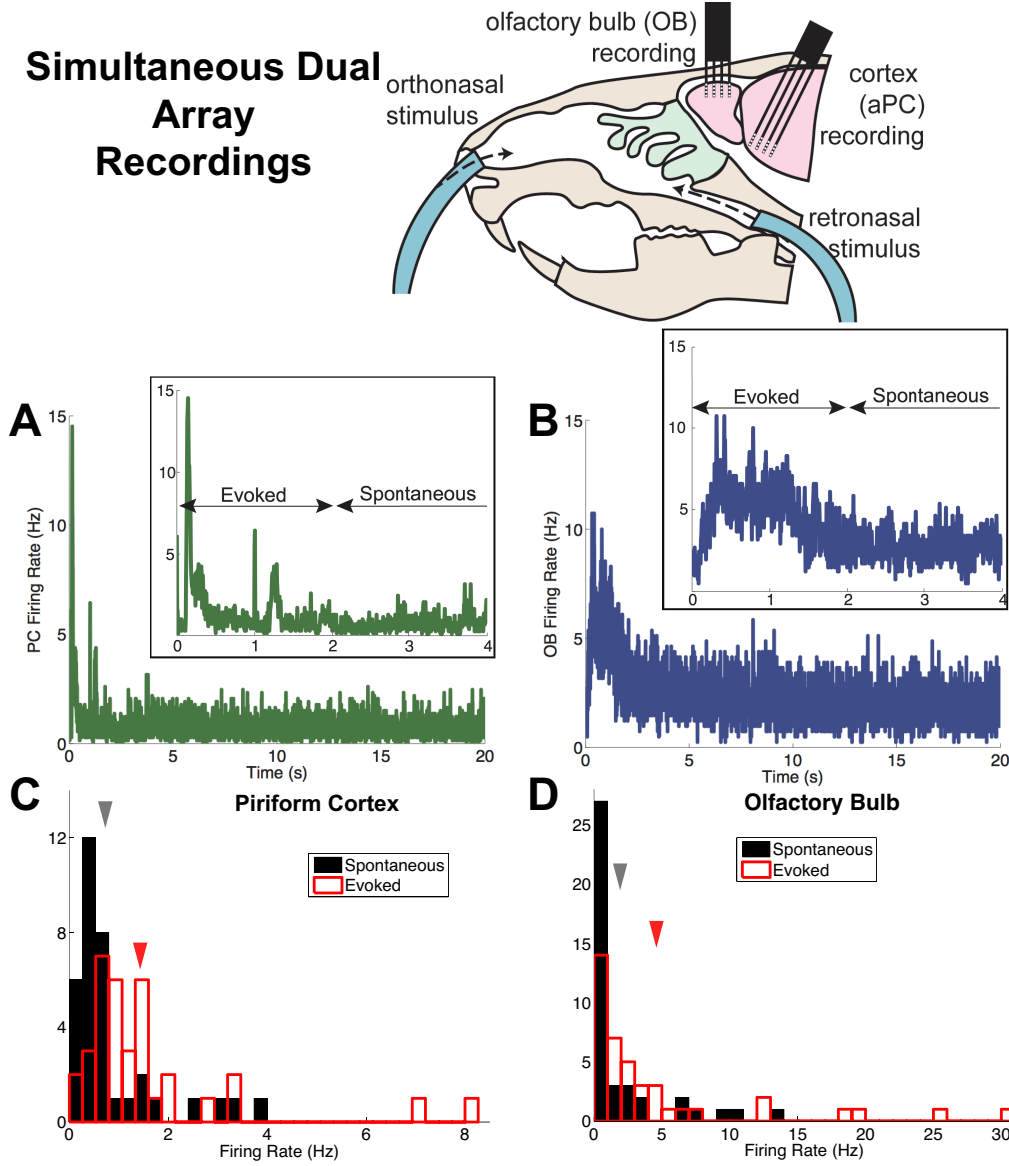 Simultaneous Dual
Array
Recordings
orthonasal
stimulus
olfactory bulb (OB)
recording
cortex
(aPC)
recording
retronasal
stimulus
A
PC Firing Rate (Hz)
15
10
5
0
0
5
10
15
20
Time (s)
15
10
5
Evoked
Spontaneous
0
1
2
3
4
B
OB Firing Rate (Hz)
15
10
5
0
0
5
10
15
20
Time (s)
15
10
5
Evoked
Spontaneous
0
1
2
3
4
C
Piriform Cortex
Spontaneous
Evoked
12
8
4
0
0
2
4
6
8
Firing Rate (Hz)
D
Olfactory Bulb
Spontaneous
Evoked
25
20
15
10
5
0
0
5
10
15
20
25
30
Firing Rate (Hz)